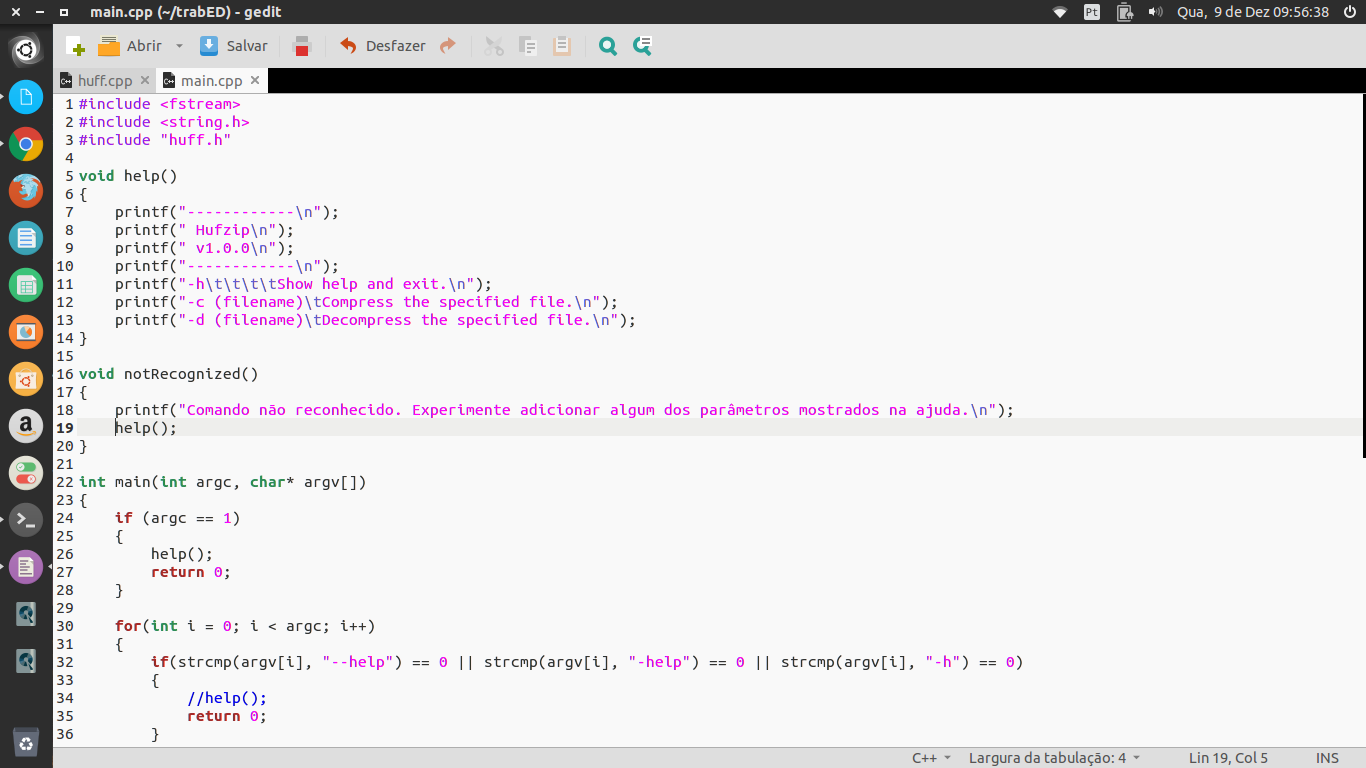 main.cpp (~/trabED) - gedit
Pt
Qua, 9 de Dez 09:56:38
Abrir
Salvar
Desfazer
huff.cpp
main.cpp
1 #include <fstream>
2 #include <string.h>
3 #include "huff.h"
4
5 void help()
6 {
7     printf("------------\n");
8     printf(" Hufzip\n");
9     printf(" v1.0.0\n");
10     printf("------------\n");
11     printf("-h\t\t\t\tShow help and exit.\n");
12     printf("-c (filename)\tCompress the specified file.\n");
13     printf("-d (filename)\tDecompress the specified file.\n");
14 }
15
16 void notRecognized()
17 {
18     printf("Comando não reconhecido. Experimente adicionar algum dos parâmetros mostrados na ajuda.\n");
19     help();
20 }
21
22 int main(int argc, char* argv[])
23 {
24     if (argc == 1)
25     {
26         help();
27         return 0;
28     }
29
30     for(int i = 0; i < argc; i++)
31     {
32         if(strcmp(argv[i], "--help") == 0 || strcmp(argv[i], "-help") == 0 || strcmp(argv[i], "-h") == 0)
33         {
34             //help();
35             return 0;
36         }
C++
Largura da tabulação: 4
Lin 19, Col 5
INS